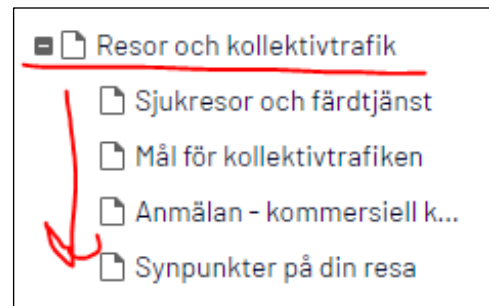 Resor och kollektivtrafik
Sjukresor och färdtjänst
Mål för kollektivtrafiken
Anmälan - kommersiell k...
Synpunkter på din resa